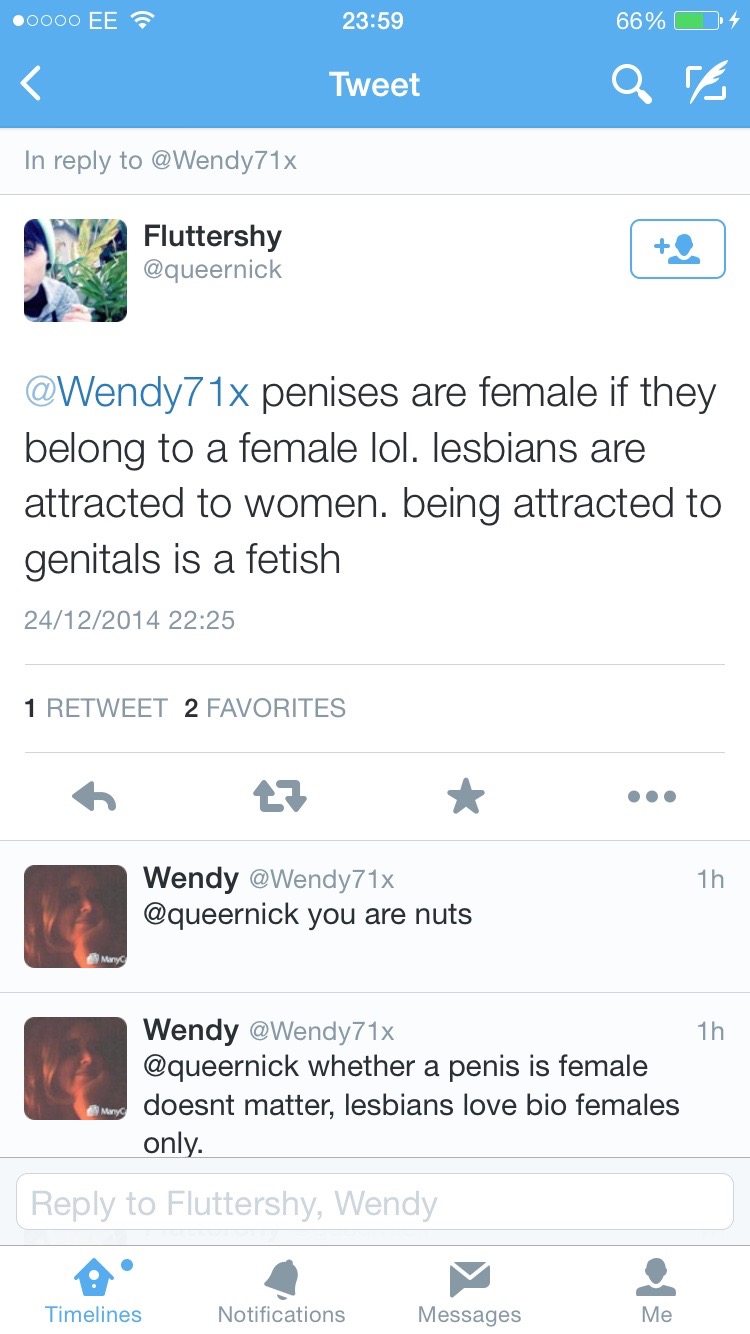 EE 23:59 66%
Tweet
In reply to @Wendy71x
Fluttershy
@queernick
@Wendy71x penises are female if they
belong to a female lol. lesbians are
attracted to women. being attracted to
genitals is a fetish
24/12/2014 22:25
1 RETWEET 2 FAVORITES
Wendy @Wendy71x 1h
@queernick you are nuts
Wendy @Wendy71x 1h
@queernick whether a penis is female
doesnt matter, lesbians love bio females
only.
Reply to Fluttershy, Wendy
Timelines Notifications Messages Me